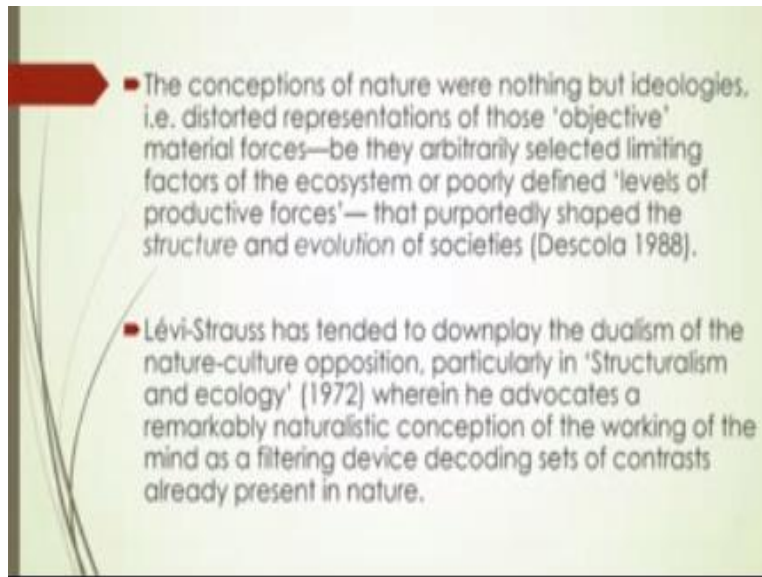 The conceptions of nature were nothing but ideologies,
i.e. distorted representations of those 'objective'
material forces—be they arbitrarily selected limiting
factors of the ecosystem or poorly defined 'levels of
productive forces'— that purportedly shaped the
structure and evolution of societies (Descola 1988).
Lévi-Strauss has tended to downplay the dualism of the
nature-culture opposition, particularly in 'Structuralism
and ecology' (1972) wherein he advocates a
remarkably naturalistic conception of the working of the
mind as a filtering device decoding sets of contrasts
already present in nature.